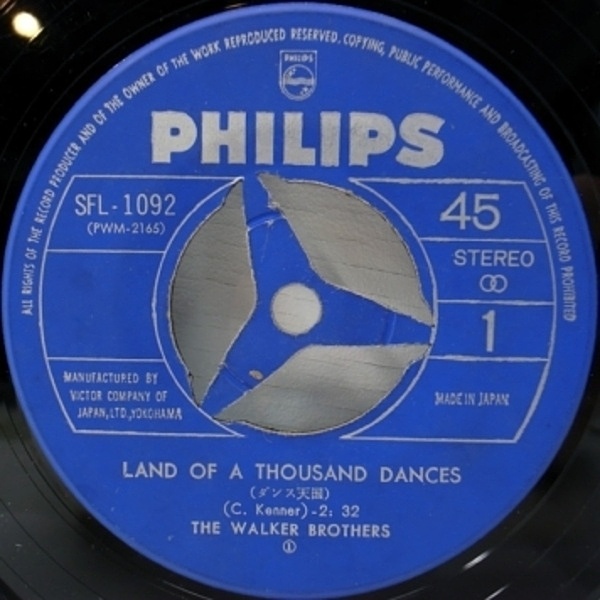 ALL RIGHTS OF THE RECORD PRODUCER AND OF THE OWNER OF THE WORK REPRODUCED RESERVED. COPYING, PUBLIC PERFORMANCE AND BROADCASTING OF THIS RECORD PROHIBITED
PHILIPS
PHILIPS
SFL-1092
(PWM-2165)
45
STEREO
1
MANUFACTURED BY
VICTOR COMPANY OF
JAPAN, LTD., YOKOHAMA
MADE IN JAPAN
LAND OF A THOUSAND DANCES
(ダンス天国)
(C. Kenner)-2: 32
THE WALKER BROTHERS
①